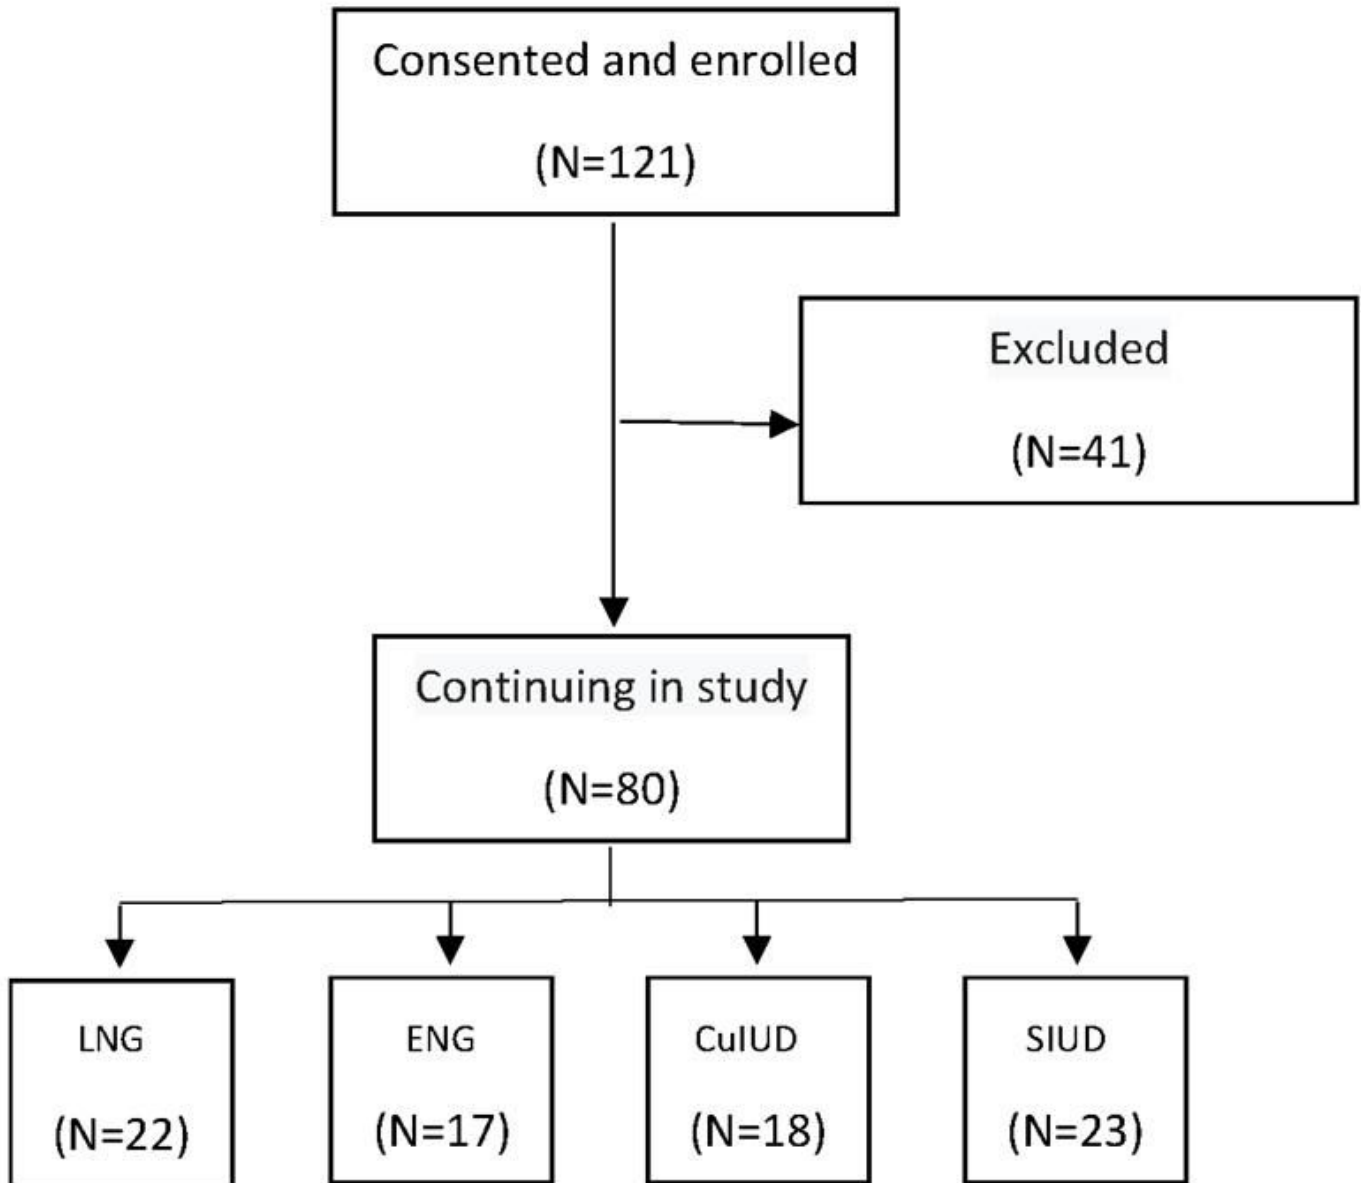 Consented and enrolled
(N=121)
Excluded
(N=41)
Continuing in study
(N=80)
LNG
(N=22)
ENG
(N=17)
CuIUD
(N=18)
SIUD
(N=23)